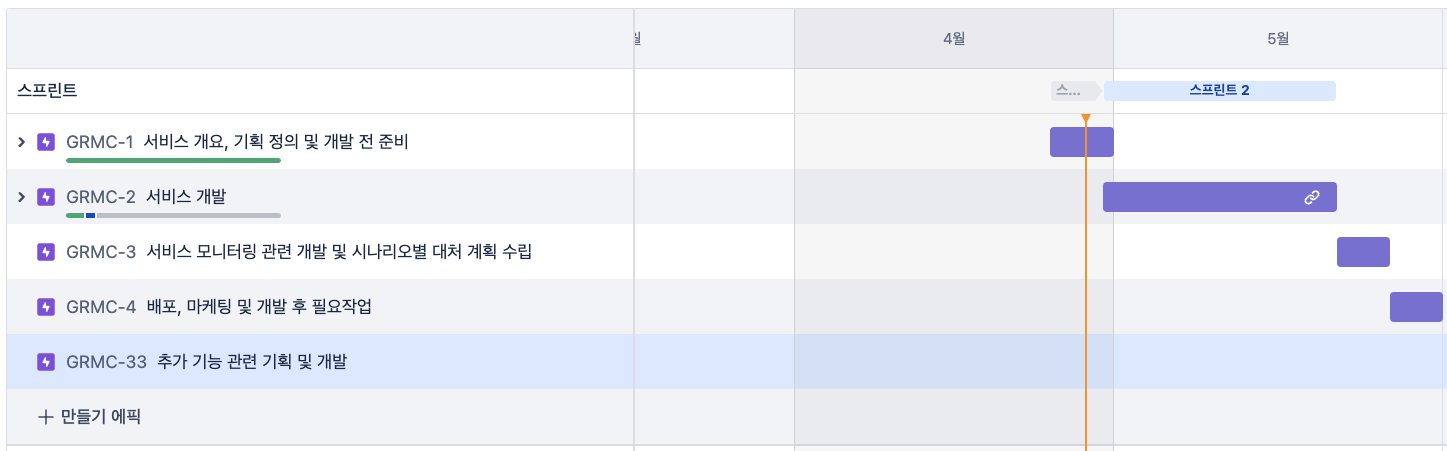 월 4월 5월
스프린트 스... 스프린트 2
GRMC-1 서비스 개요, 기획 정의 및 개발 전 준비
GRMC-2 서비스 개발
GRMC-3 서비스 모니터링 관련 개발 및 시나리오별 대처 계획 수립
GRMC-4 배포, 마케팅 및 개발 후 필요작업
GRMC-33 추가 기능 관련 기획 및 개발
만들기 에픽